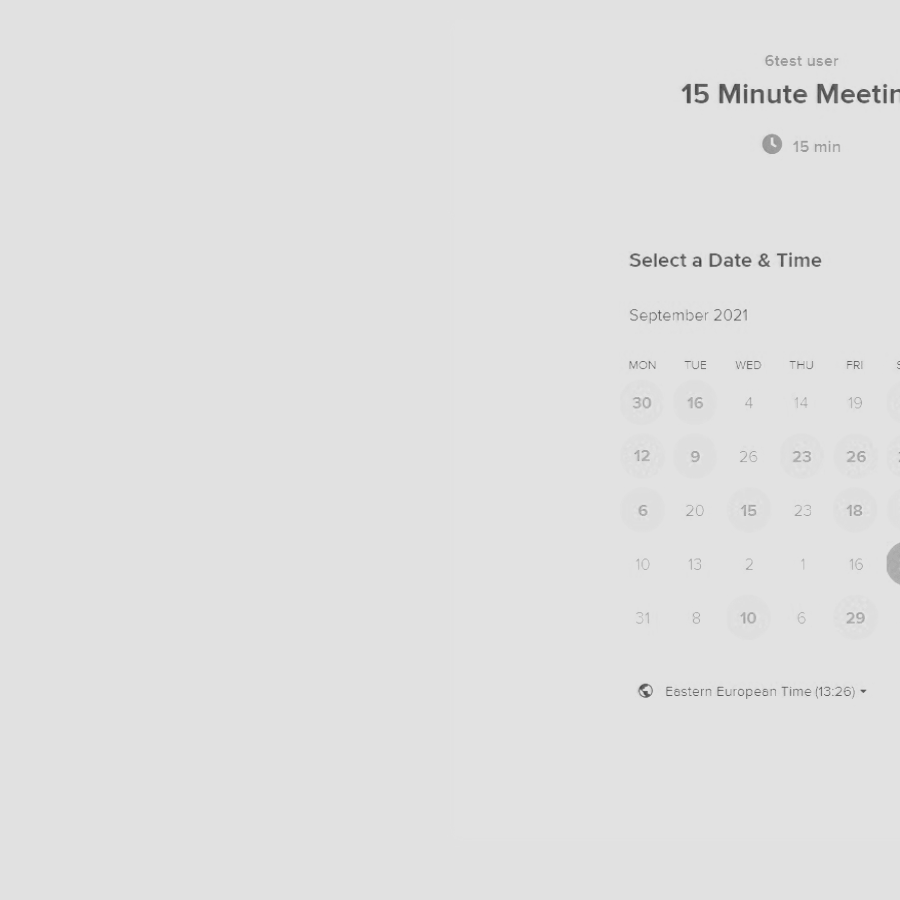 6test user
15 Minute Meetin
15 min
Select a Date & Time
September 2021
MON TUE WED THU FRI S
30 16 4 14 19
12 9 26 23 26
6 20 15 23 18
10 13 2 1 16
31 8 10 6 29
Eastern European Time (13:26)